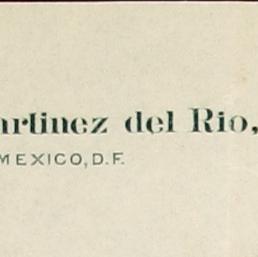 artinez del Rio,
MEXICO, D.F.